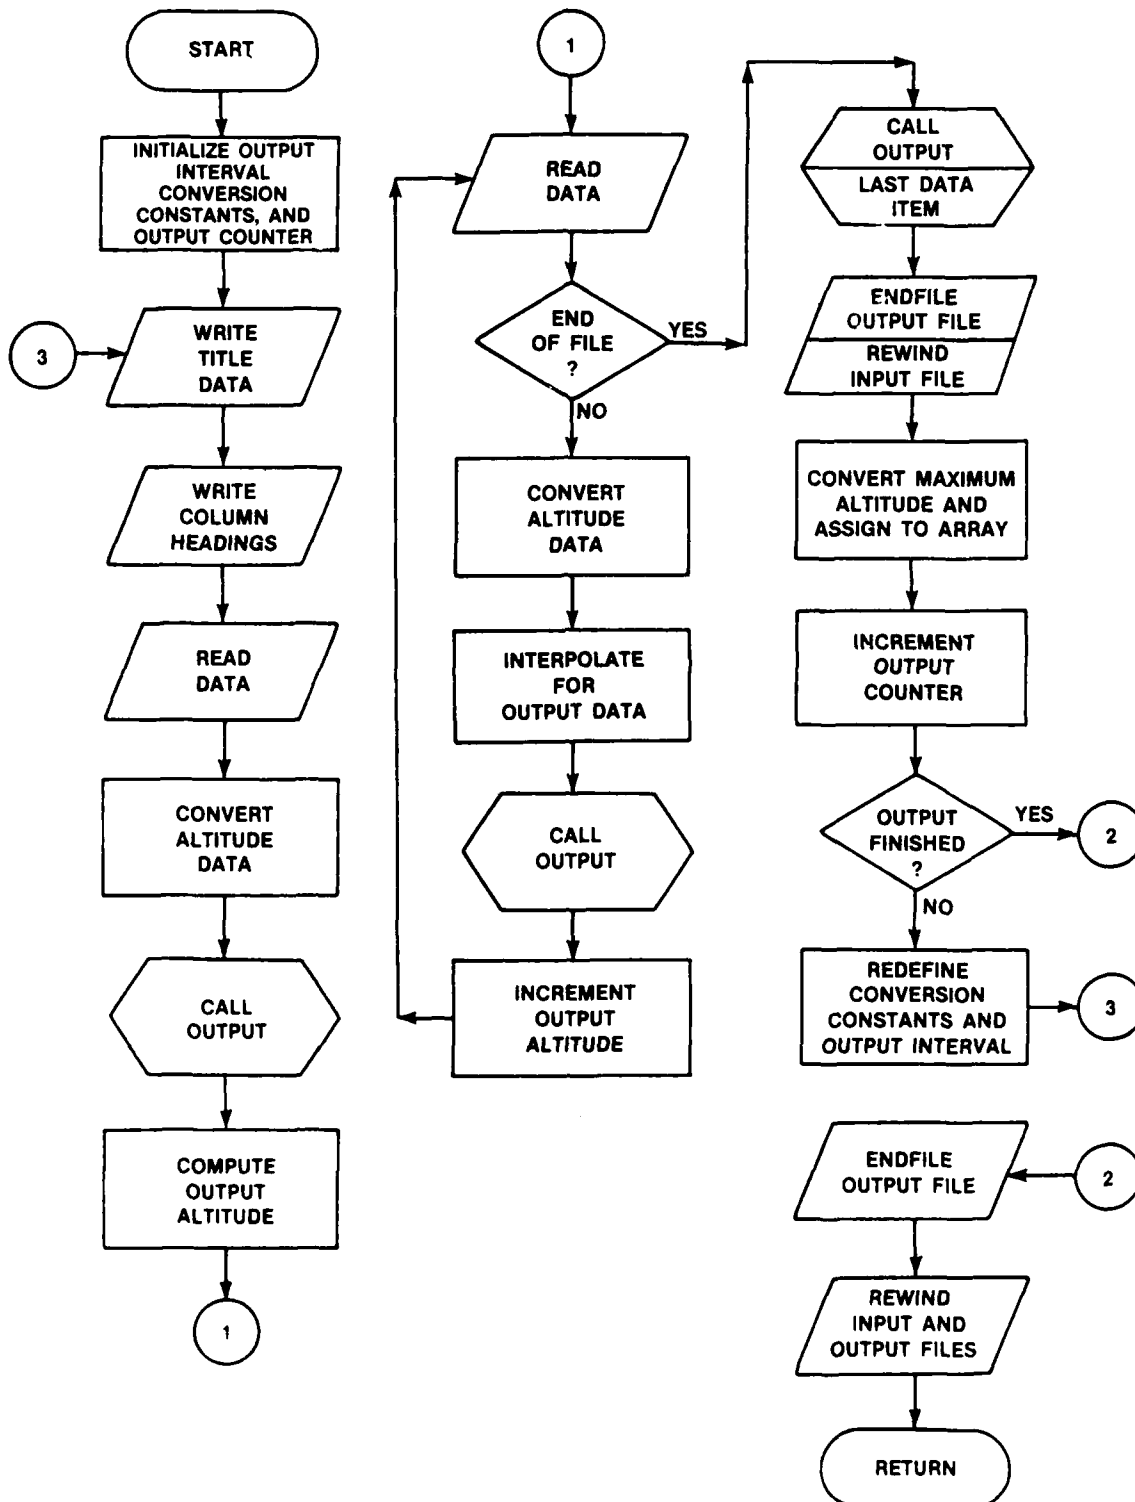 START
INITIALIZE OUTPUT
INTERVAL
CONVERSION
CONSTANTS, AND
OUTPUT COUNTER
3
WRITE
TITLE
DATA
WRITE
COLUMN
HEADINGS
READ
DATA
CONVERT
ALTITUDE
DATA
CALL
OUTPUT
COMPUTE
OUTPUT
ALTITUDE
1
1
READ
DATA
END
OF FILE
?
YES
NO
CONVERT
ALTITUDE
DATA
INTERPOLATE
FOR
OUTPUT DATA
CALL
OUTPUT
INCREMENT
OUTPUT
ALTITUDE
CALL
OUTPUT
LAST DATA
ITEM
ENDFILE
OUTPUT FILE
REWIND
INPUT FILE
CONVERT MAXIMUM
ALTITUDE AND
ASSIGN TO ARRAY
INCREMENT
OUTPUT
COUNTER
OUTPUT
FINISHED
?
YES
2
NO
REDEFINE
CONVERSION
CONSTANTS AND
OUTPUT INTERVAL
3
ENDFILE
OUTPUT FILE
2
REWIND
INPUT AND
OUTPUT FILES
RETURN